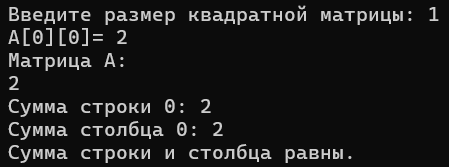 Введите размер квадратной матрицы: 1
A[0][0]= 2
Матрица A:
2
Сумма строки 0: 2
Сумма столбца 0: 2
Сумма строки и столбца равны.